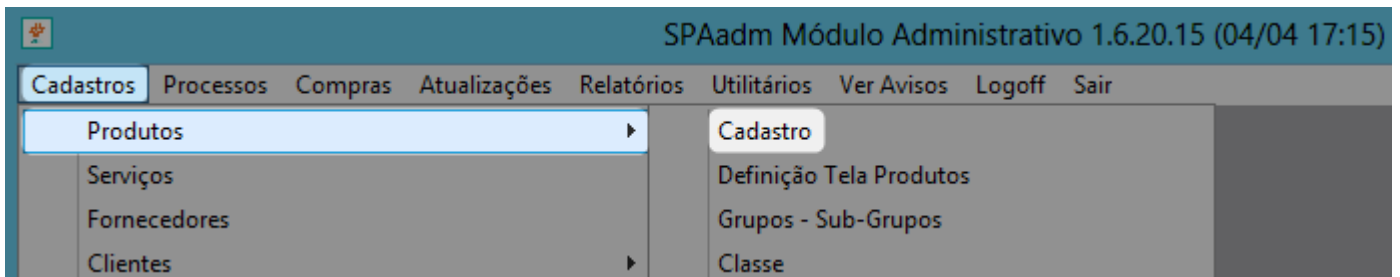 SPAadm Módulo Administrativo 1.6.20.15 (04/04 17:15)
Cadastros Processos Compras Atualizações Relatórios Utilitários Ver Avisos Logoff Sair
Produtos Cadastro
Serviços Definição Tela Produtos
Fornecedores Grupos - Sub-Grupos
Clientes Classe